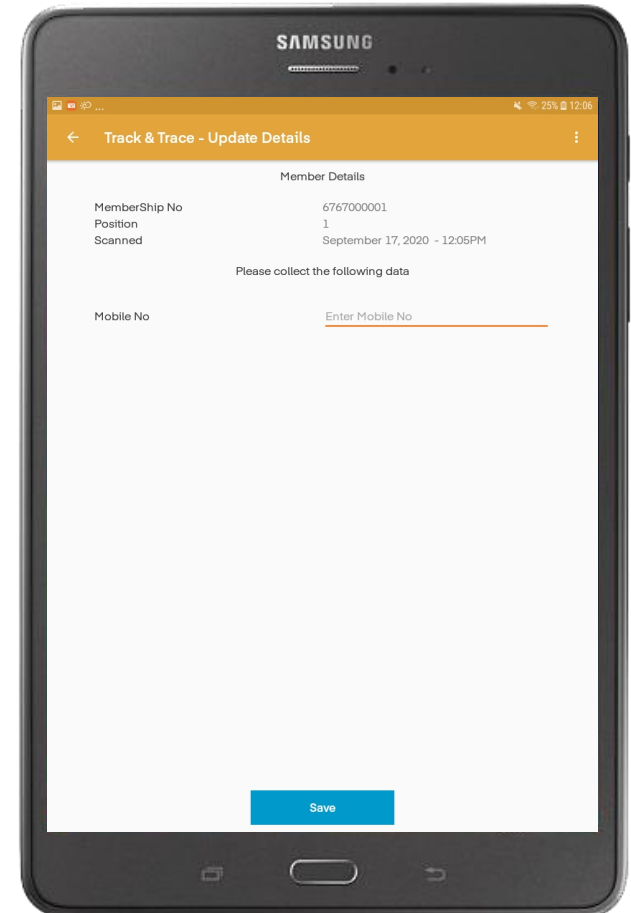 SAMSUNG
... 25% 12:06
Track & Trace - Update Details
Member Details
MemberShip No 6767000001
Position 1
Scanned September 17, 2020 - 12:05PM
Please collect the following data
Mobile No Enter Mobile No
Save